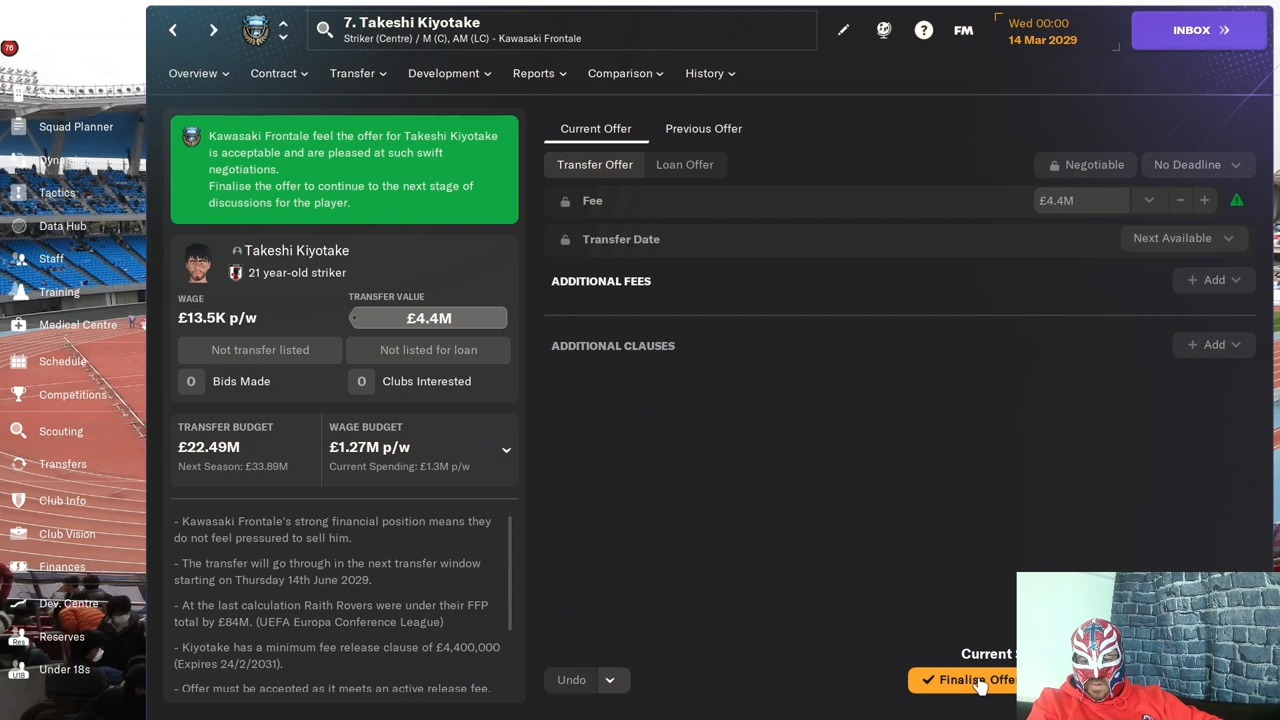 7. Takeshi Kiyotake
Striker (Centre) / M (C), AM (LC) - Kawasaki Frontale
FM
Wed 00:00
14 Mar 2029
INBOX
76
Overview
Contract
Transfer
Development
Reports
Comparison
History
Squad Planner
Tactics
Data Hub
Staff
Training
Medical Centre
Schedule
Competitions
Scouting
Transfers
Club Info
Club Vision
Finances
Dev. Centre
Reserves
Under 18s
Kawasaki Frontale feel the offer for Takeshi Kiyotake
is acceptable and are pleased at such swift
negotiations.
Finalise the offer to continue to the next stage of
discussions for the player.
Takeshi Kiyotake
21 year-old striker
WAGE
£13.5K p/w
TRANSFER VALUE
£4.4M
Not transfer listed
Not listed for loan
0 Bids Made
0 Clubs Interested
TRANSFER BUDGET
£22.49M
Next Season: £33.89M
WAGE BUDGET
£1.27M p/w
Current Spending: £1.3M p/w
- Kawasaki Frontale's strong financial position means they
do not feel pressured to sell him.
- The transfer will go through in the next transfer window
starting on Thursday 14th June 2029.
- At the last calculation Raith Rovers were under their FFP
total by £84M. (UEFA Europa Conference League)
- Kiyotake has a minimum fee release clause of £4,400,000
(Expires 24/2/2031).
- Offer must be accepted as it meets an active release fee.
Current Offer
Previous Offer
Transfer Offer
Loan Offer
Negotiable
No Deadline
Fee
£4.4M
Transfer Date
Next Available
ADDITIONAL FEES
+ Add
ADDITIONAL CLAUSES
+ Add
Undo
Current
Finalise Offe